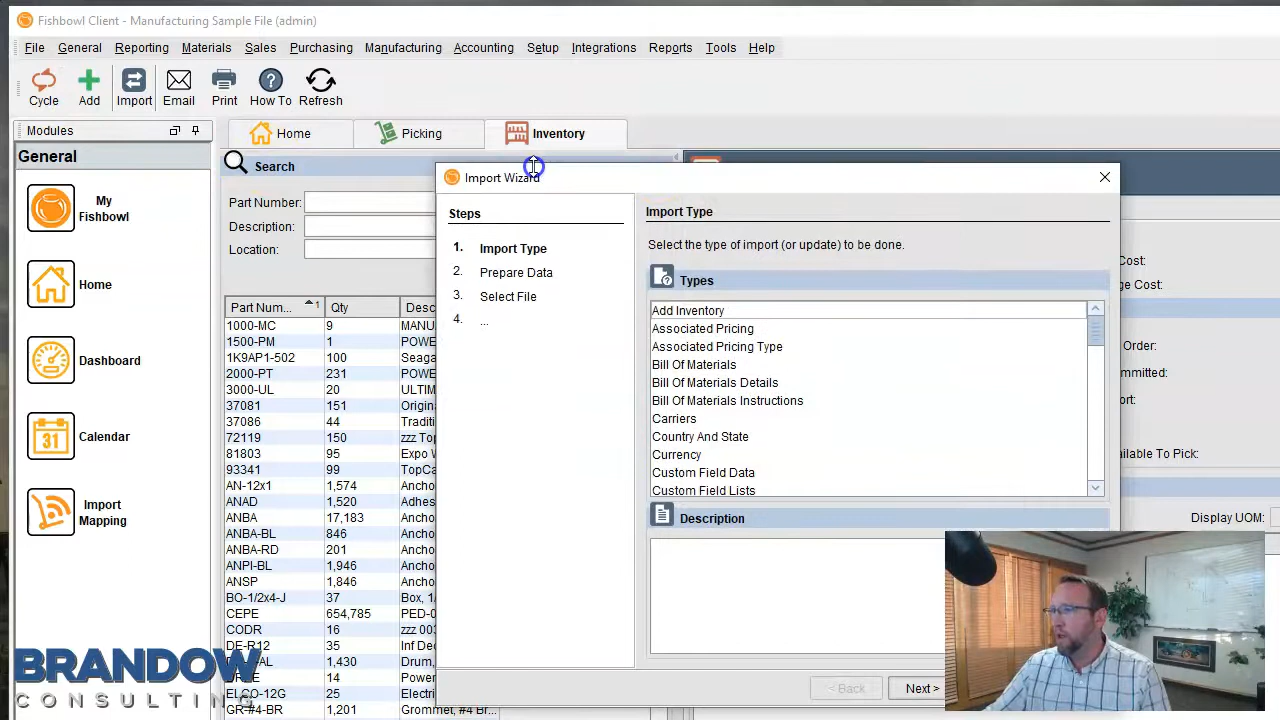 Fishbowl Client - Manufacturing Sample File (admin)
File General Reporting Materials Sales Purchasing Manufacturing Accounting Setup Integrations Reports Tools Help
Cycle Add Import Email Print How To Refresh
Modules
Home Picking Inventory
General
My
Fishbowl
Home
Dashboard
Calendar
Import
Mapping
Search
Part Number:
Description:
Location:
Part Num... 1 Qty
1000-MC 9 MANU
1500-PM 1 POWE
1K9AP1-502 100 Seaga
2000-PT 231 POWE
3000-UL 20 ULTIM
37081 151 Origin
37086 44 Traditi
72119 150 zzz Top
81803 95 Expo W
93341 99 TopCa
AN-12x1 1,574 Ancho
ANAD 1,520 Adhes
ANBA 17,183 Ancho
ANBA-BL 846 Ancho
ANBA-RD 201 Ancho
ANPI-BL 1,946 Ancho
ANSP 1,846 Ancho
BO-1/2x4-J 37 Box, 1
CEPE 654,785 PED-0
CODR 16 zzz 003
DE-R12 35 Inf Dec
1,430
14
ELCO-12G 25 Electri
GR-#4-BR 1,201 Grommet, #4 Br...
Import Wizard
Steps
1. Import Type
2. Prepare Data
3. Select File
4. ...
Import Type
Select the type of import (or update) to be done.
Types
Add Inventory
Associated Pricing
Associated Pricing Type
Bill Of Materials
Bill Of Materials Details
Bill Of Materials Instructions
Carriers
Country And State
Currency
Custom Field Data
Custom Field Lists
Description
< Back Next >
Cost:
ge Cost:
Order:
mmitted:
ort:
ailable To Pick:
Display UOM:
BRANDOW
CONSULTING